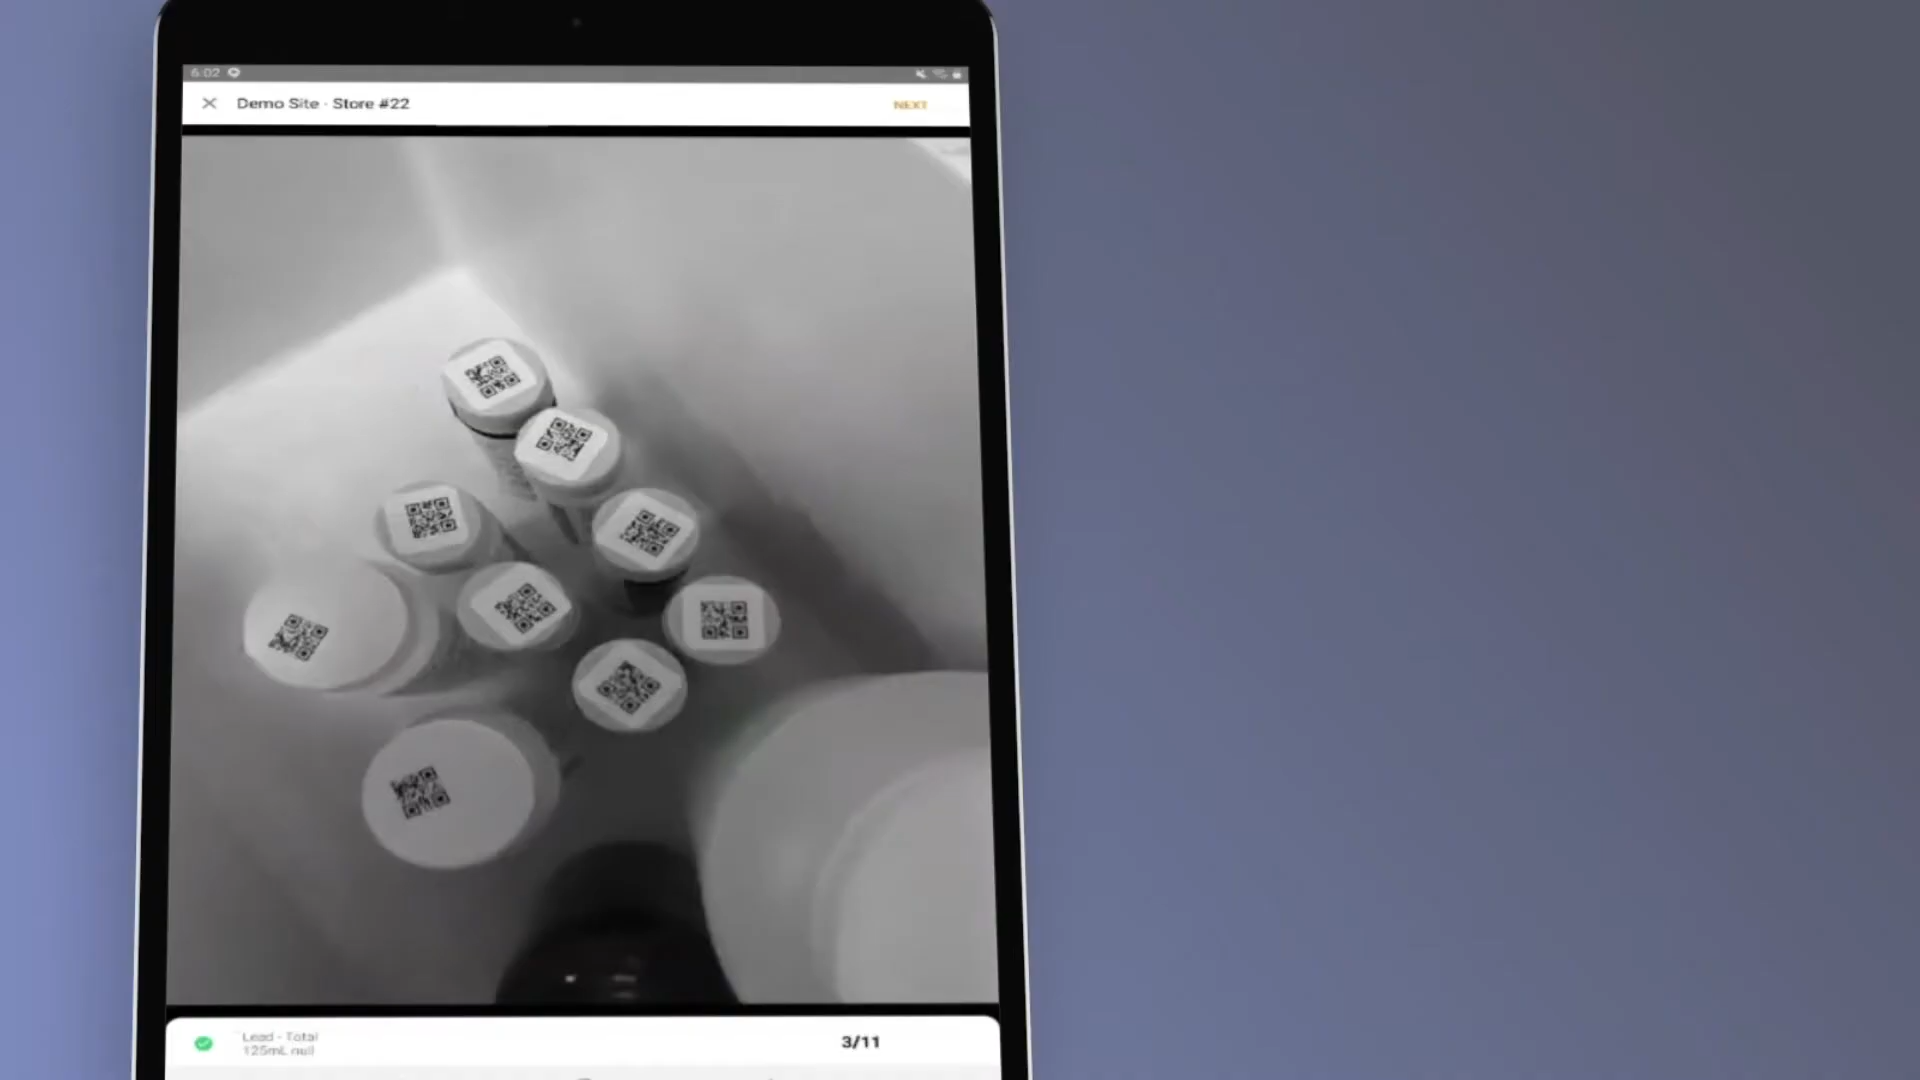 6:02
Demo Site - Store #22
NEXT
Lead - Total
125mL null
3/11